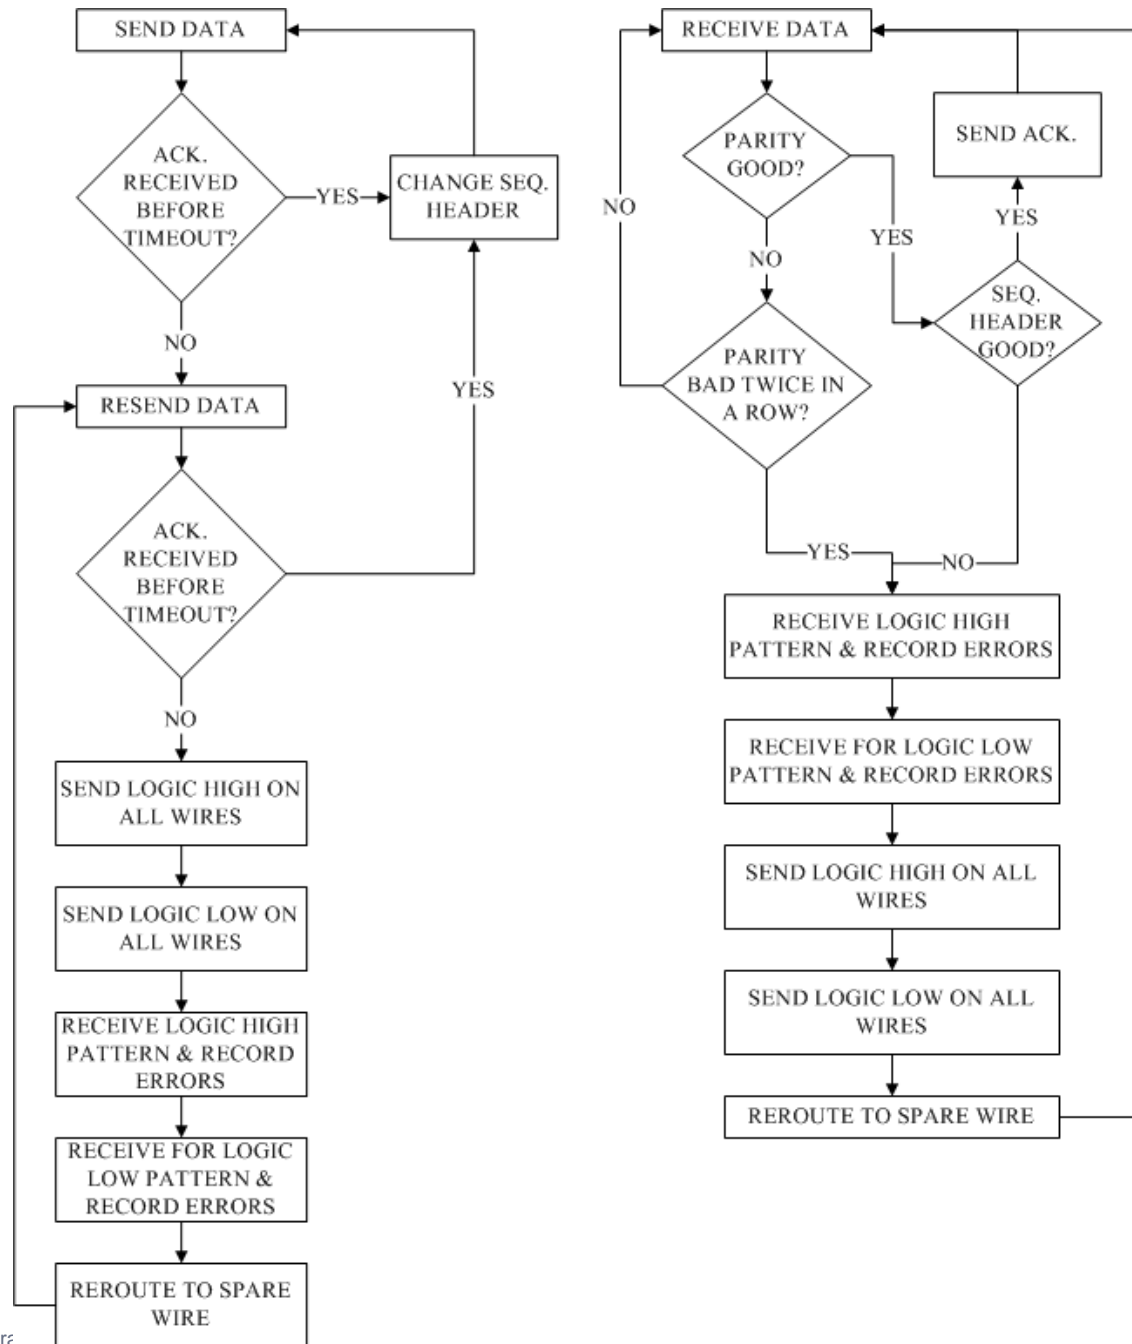 SEND DATA
ACK.
RECEIVED
BEFORE
TIMEOUT?
YES
CHANGE SEQ.
HEADER
NO
YES
RESEND DATA
ACK.
RECEIVED
BEFORE
TIMEOUT?
NO
SEND LOGIC HIGH ON
ALL WIRES
SEND LOGIC LOW ON
ALL WIRES
RECEIVE LOGIC HIGH
PATTERN & RECORD
ERRORS
RECEIVE FOR LOGIC
LOW PATTERN &
RECORD ERRORS
REROUTE TO SPARE
WIRE
RECEIVE DATA
PARITY
GOOD?
SEND ACK.
NO
YES
YES
NO
SEQ.
HEADER
GOOD?
PARITY
BAD TWICE IN
A ROW?
YES
NO
RECEIVE LOGIC HIGH
PATTERN & RECORD ERRORS
RECEIVE FOR LOGIC LOW
PATTERN & RECORD ERRORS
SEND LOGIC HIGH ON ALL
WIRES
SEND LOGIC LOW ON ALL
WIRES
REROUTE TO SPARE WIRE